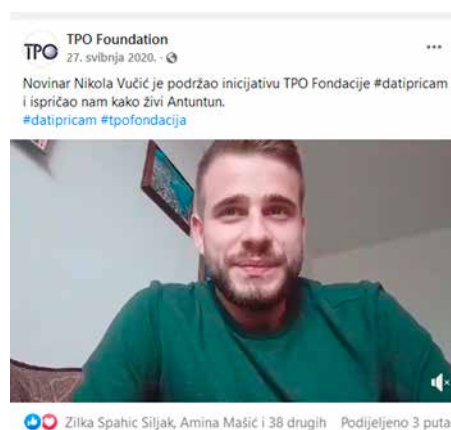 TPO Foundation
TPO
27. svibnja 2020. ·
Novinar Nikola Vučić je podržao inicijativu TPO Fondacije #datipricam
i ispričao nam kako živi Antuntun.
#datipricam #tpofondacija
Zilka Spahic Siljak, Amina Mašić i 38 drugih Podijeljeno 3 puta